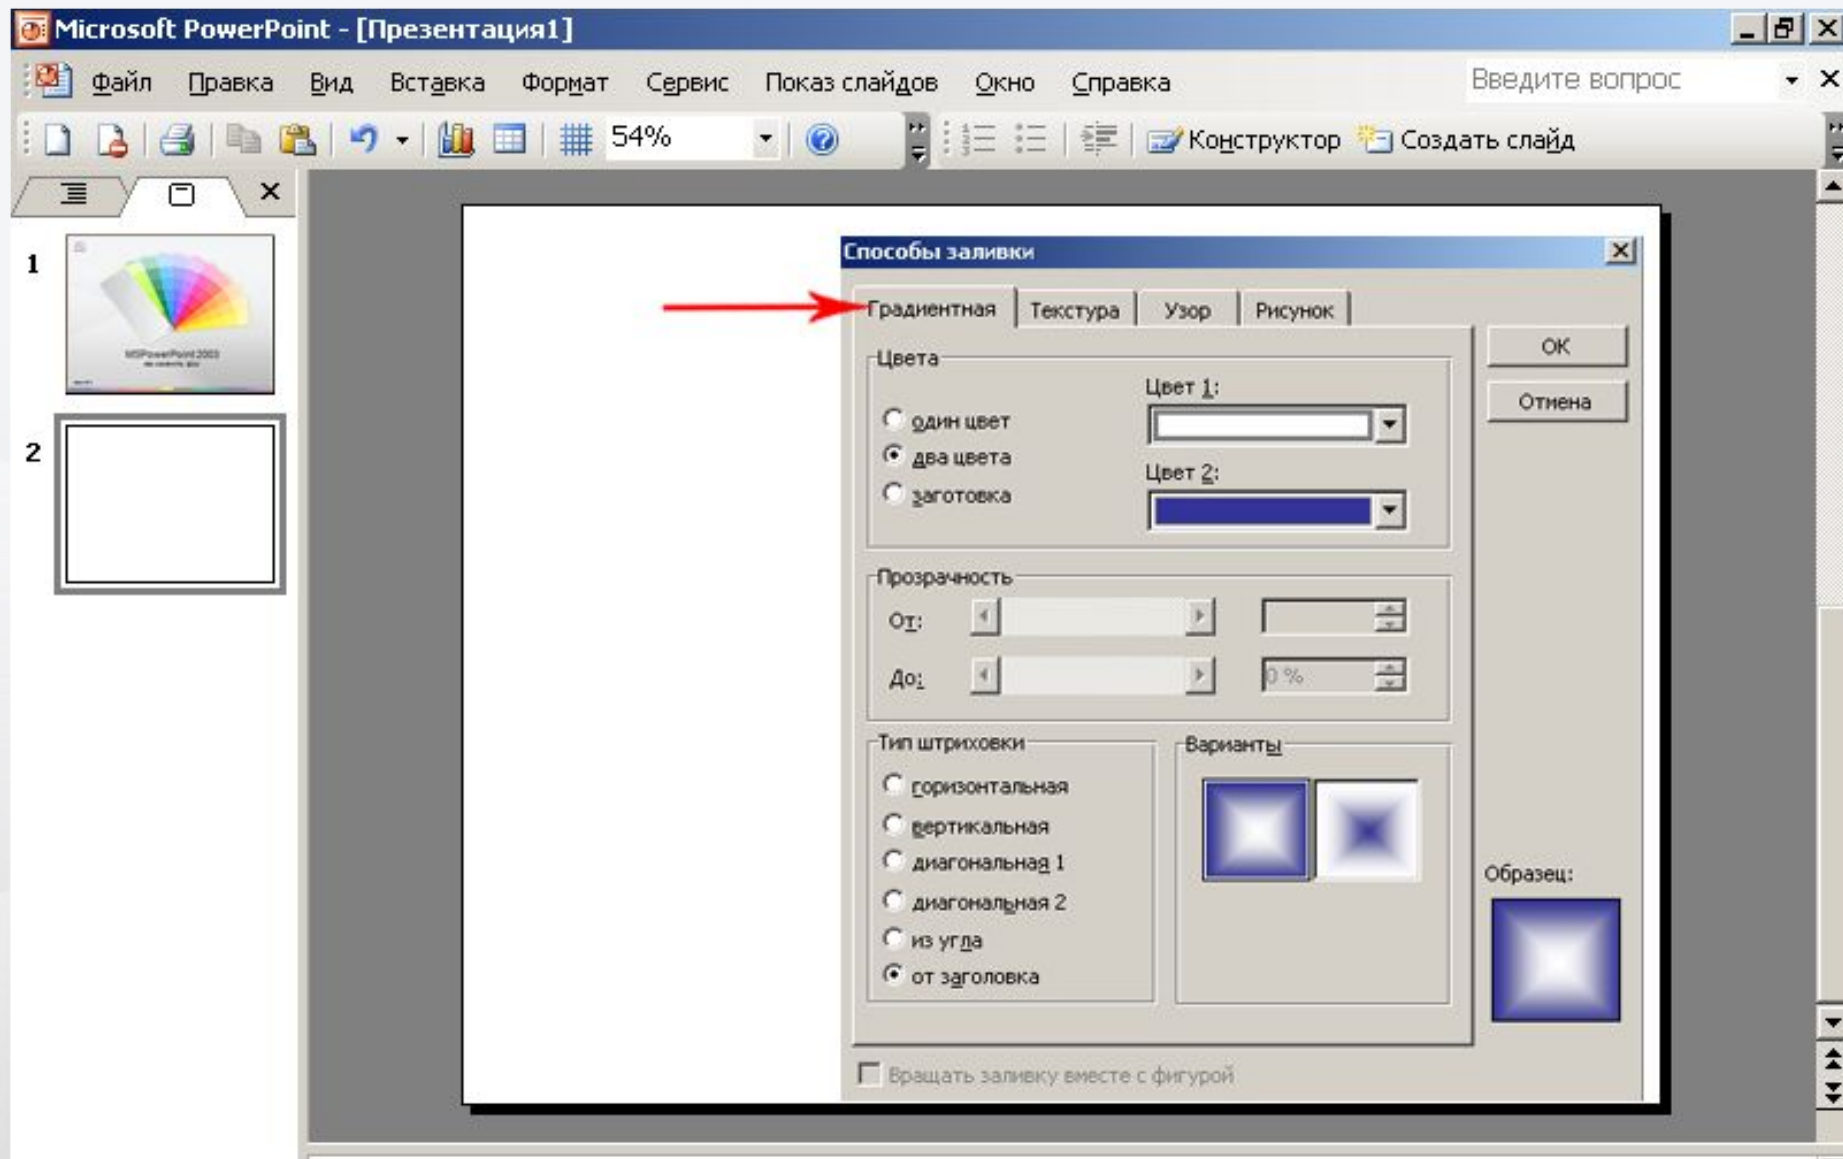 Microsoft PowerPoint - [Презентация1]
Файл Правка Вид Вставка Формат Сервис Показ слайдов Окно Справка Введите вопрос
54% Конструктор Создать слайд
1
MSPowerPoint 2003
2
Способы заливки
Градиентная Текстура Узор Рисунок
Цвета
один цвет
два цвета
заготовка
Цвет 1:
Цвет 2:
Прозрачность
От:
До: 0 %
Тип штриховки
горизонтальная
вертикальная
диагональная 1
диагональная 2
из угла
от заголовка
Варианты
ОК
Отмена
Образец:
Вращать заливку вместе с фигурой